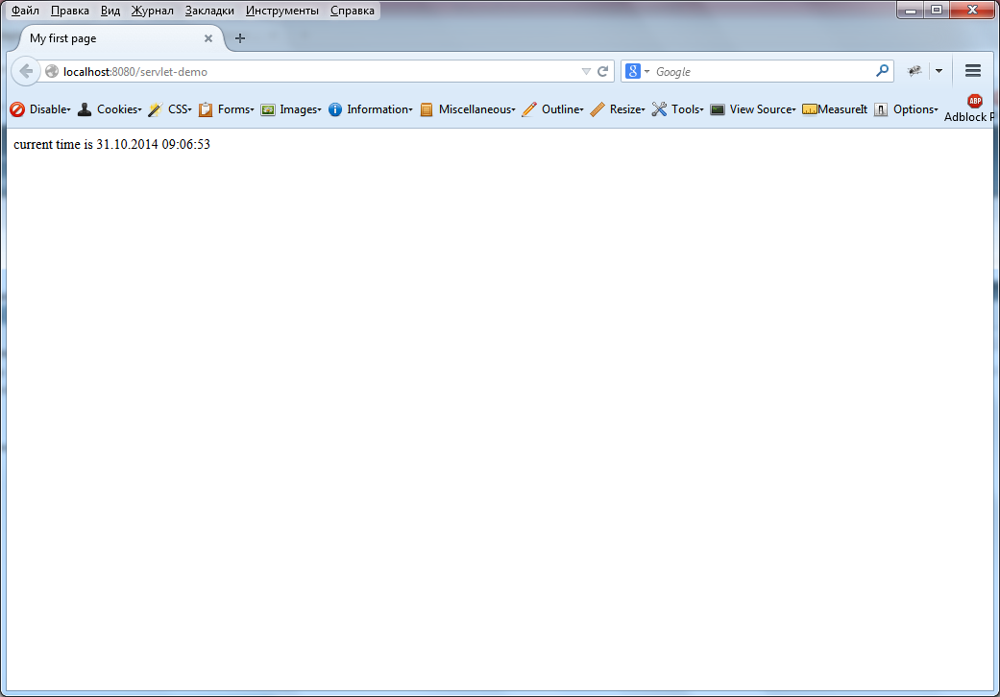 Файл Правка Вид Журнал Закладки Инструменты Справка
My first page
localhost:8080/servlet-demo
8 Google
Disable Cookies CSS Forms Images Information Miscellaneous Outline Resize Tools View Source MeasureIt Options
ABP
Adblock P
current time is 31.10.2014 09:06:53